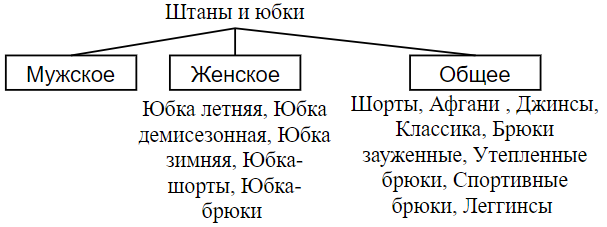 Штаны и юбки
Мужское
Женское
Общее
Юбка летняя, Юбка
демисезонная, Юбка
зимняя, Юбка-
шорты, Юбка-
брюки
Шорты, Афгани , Джинсы,
Классика, Брюки
зауженные, Утепленные
брюки, Спортивные
брюки, Леггинсы